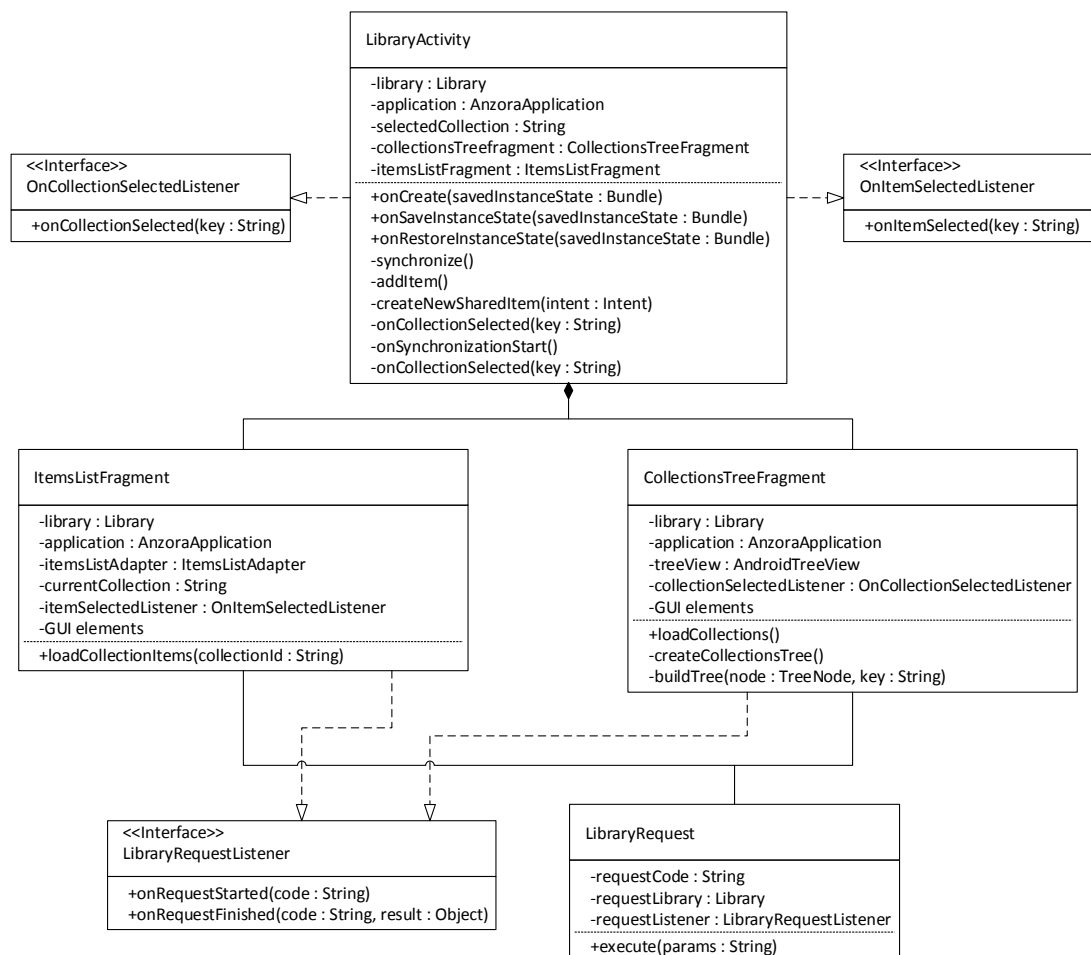 LibraryActivity
-library : Library
-application : AnzoraApplication
-selectedCollection : String
-collectionsTreefragment : CollectionsTreeFragment
-itemsListFragment : ItemsListFragment
+onCreate(savedInstanceState : Bundle)
+onSaveInstanceState(savedInstanceState : Bundle)
+onRestoreInstanceState(savedInstanceState : Bundle)
-synchronize()
-addItem()
-createNewSharedItem(intent : Intent)
-onCollectionSelected(key : String)
-onSynchronizationStart()
-onCollectionSelected(key : String)
<<Interface>>
OnCollectionSelectedListener
+onCollectionSelected(key : String)
<<Interface>>
OnItemSelectedListener
+onItemSelected(key : String)
ItemsListFragment
-library : Library
-application : AnzoraApplication
-itemsListAdapter : ItemsListAdapter
-currentCollection : String
-itemSelectedListener : OnItemSelectedListener
-GUI elements
+loadCollectionItems(collectionId : String)
CollectionsTreeFragment
-library : Library
-application : AnzoraApplication
-treeView : AndroidTreeView
-collectionSelectedListener : OnCollectionSelectedListener
-GUI elements
+loadCollections()
-createCollectionsTree()
-buildTree(node : TreeNode, key : String)
<<Interface>>
LibraryRequestListener
+onRequestStarted(code : String)
+onRequestFinished(code : String, result : Object)
LibraryRequest
-requestCode : String
-requestLibrary : Library
-requestListener : LibraryRequestListener
+execute(params : String)